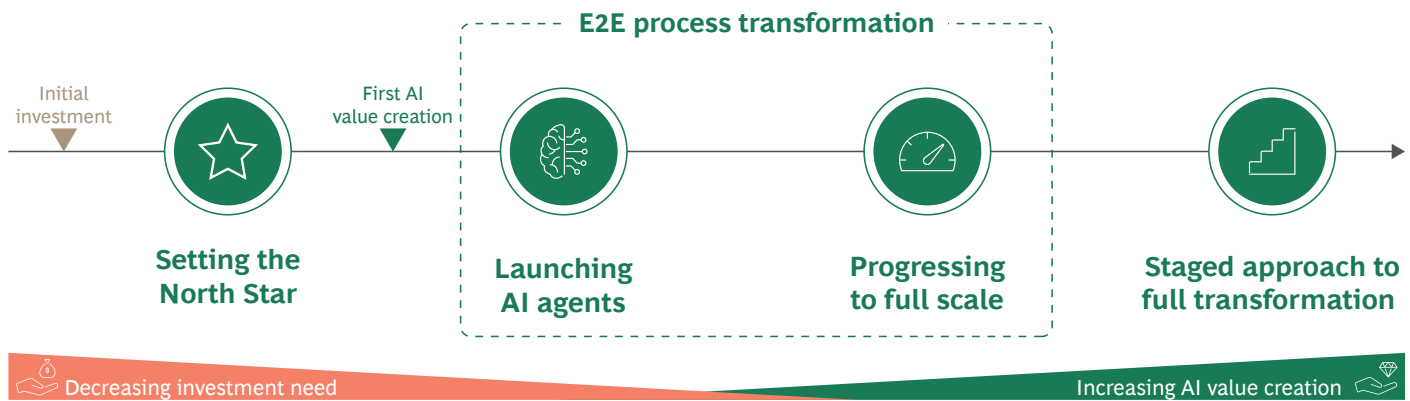 E2E process transformation
Initial
investment
First AI
value creation
Setting the
North Star
Launching
AI agents
Progressing
to full scale
Staged approach to
full transformation
$
Decreasing investment need
Increasing AI value creation